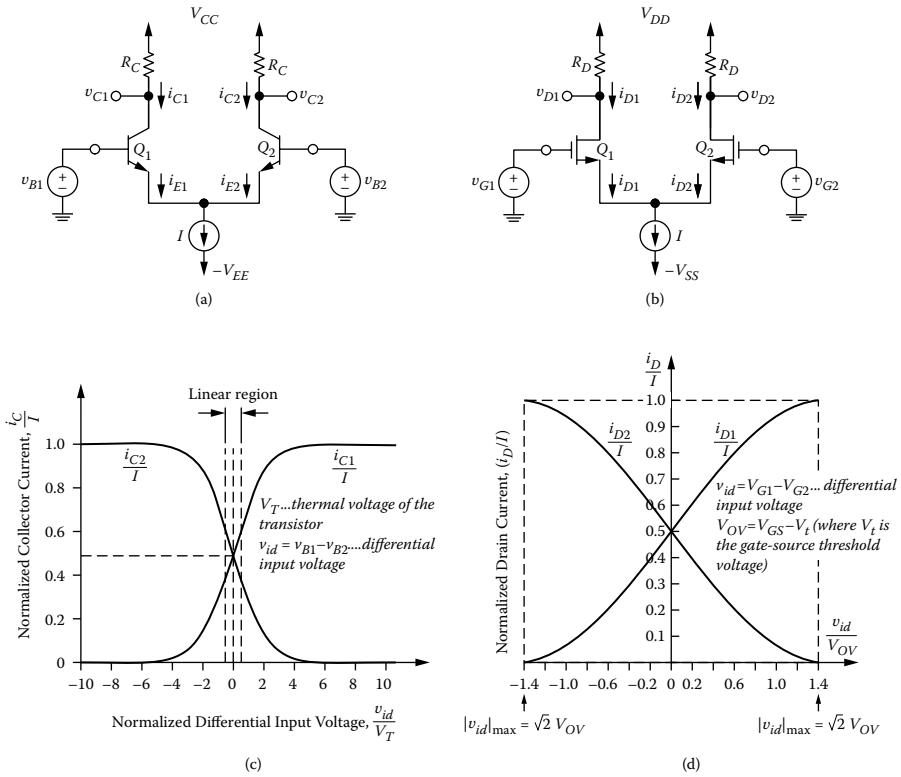 V_CC
R_C R_C
v_C1 i_C1 i_C2 v_C2
Q_1 Q_2
v_B1 + − i_E1 i_E2 + − v_B2
I
−V_EE
(a)
V_DD
R_D R_D
v_D1 i_D1 i_D2 v_D2
Q_1 Q_2
v_G1 + − i_D1 i_D2 + − v_G2
I
−V_SS
(b)
Normalized Collector Current, i_C/I
Linear region
1.0
0.8
0.6
0.4
0.2
0
i_C2/I
i_C1/I
V_T...thermal voltage of the
transistor
v_id = v_B1−v_B2....differential
input voltage
−10 −8 −6 −4 −2 0 2 4 6 8 10
Normalized Differential Input Voltage, v_id/V_T
(c)
Normalized Drain Current, (i_D/I)
i_D/I
1.0
0.9
0.8
0.7
0.6
0.5
0.4
0.3
0.2
0.1
i_D2/I
i_D1/I
v_id=V_G1−V_G2... differential
input voltage
V_OV=V_GS−V_t (where V_t is
the gate-source threshold
voltage)
v_id/V_OV
−1.4 −1.0 −0.6 −0.2 0 0.2 0.6 1.0 1.4
|v_id|max = √2 V_OV
|v_id|max = √2 V_OV
(d)